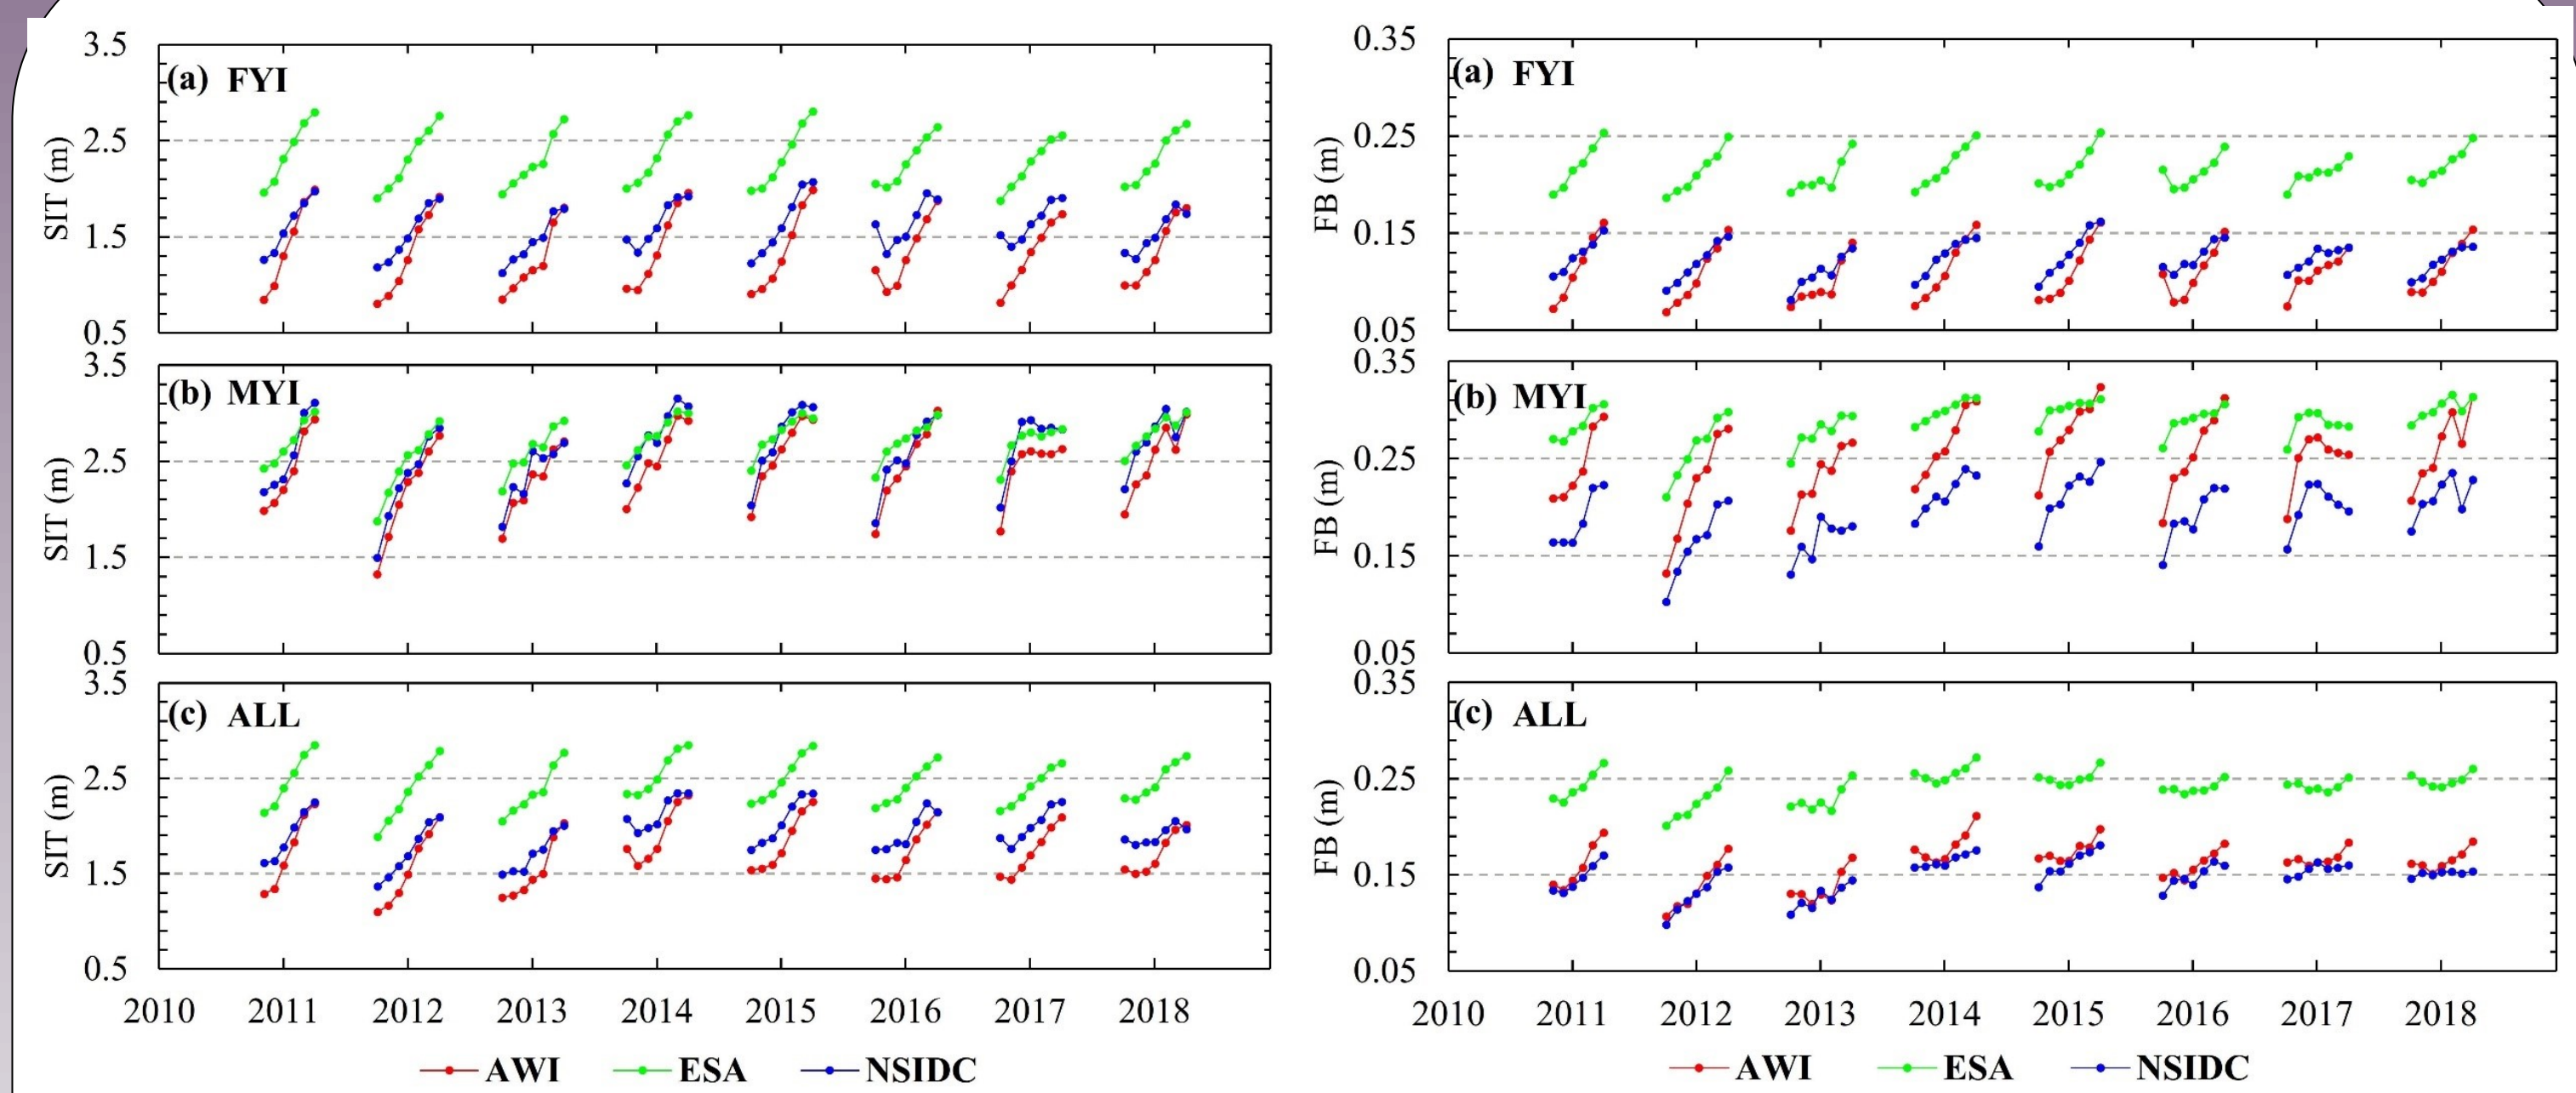 3.5
(a) FYI
2.5
SIT (m)
1.5
0.5
3.5
(b) MYI
2.5
SIT (m)
1.5
0.5
3.5
(c) ALL
2.5
SIT (m)
1.5
0.5
2010 2011 2012 2013 2014 2015 2016 2017 2018
AWI ESA NSIDC
0.35
(a) FYI
0.25
FB (m)
0.15
0.05
0.35
(b) MYI
0.25
FB (m)
0.15
0.05
0.35
(c) ALL
0.25
FB (m)
0.15
0.05
2010 2011 2012 2013 2014 2015 2016 2017 2018
AWI ESA NSIDC